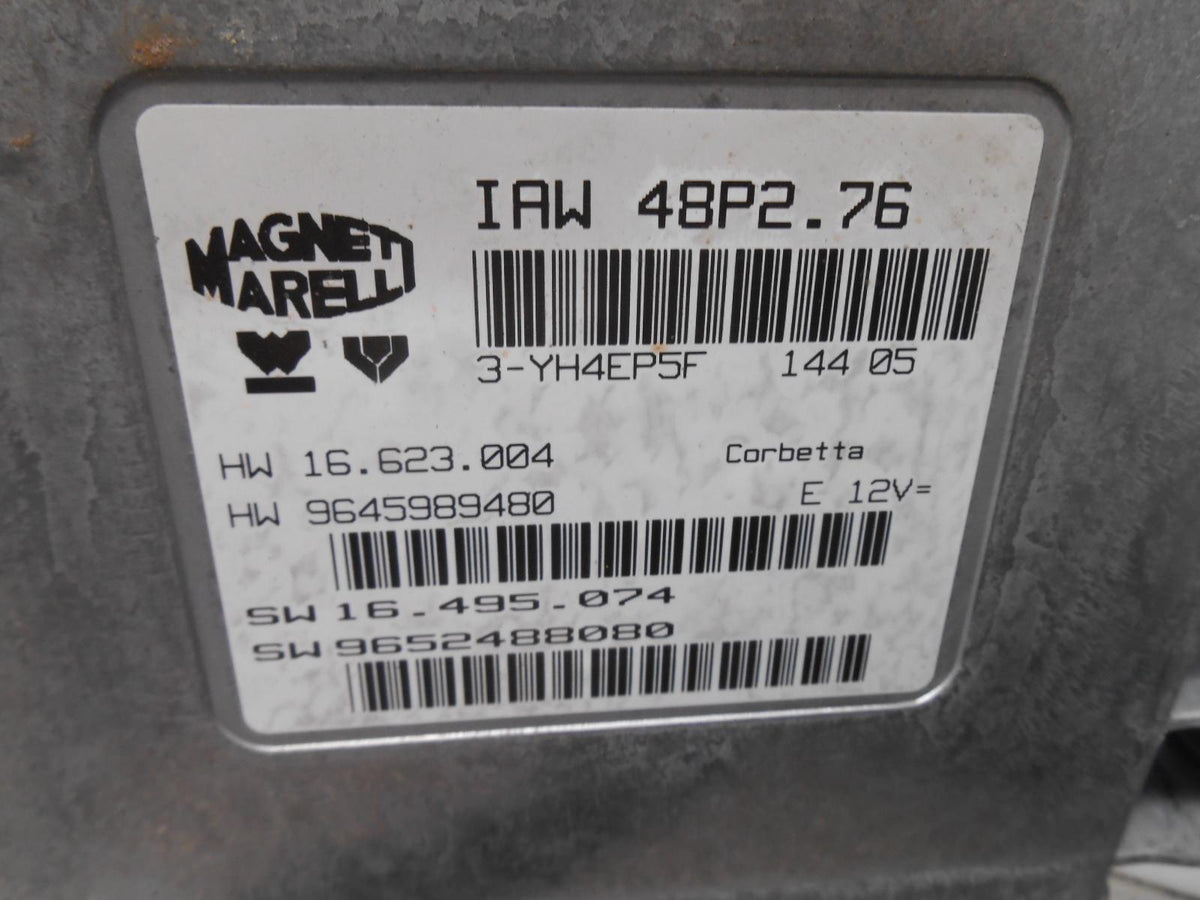 IAW 48P2.76
MAGNETI
MARELLI
3-YH4EP5F 144 05
HW 16.623.004 Corbetta
HW 9645989480 E 12V=
SW 16.495.074
SW 9652488080